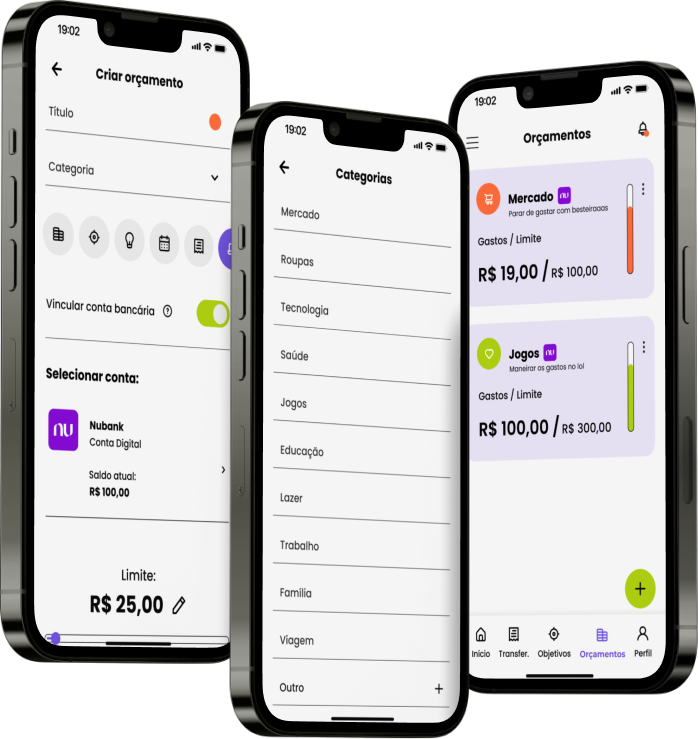 19:02
Criar orçamento
Título
Categoria
Vincular conta bancária ?
Selecionar conta:
nu
Nubank
Conta Digital
Saldo atual:
R$ 100,00
Limite:
R$ 25,00
19:02
Categorias
Mercado
Roupas
Tecnologia
Saúde
Jogos
Educação
Lazer
Trabalho
Família
Viagem
Outro +
19:02
Orçamentos
Mercado nu
Parar de gastar com besteiraaas
Gastos / Limite
R$ 19,00 / R$ 100,00
Jogos nu
Maneirar os gastos no lol
Gastos / Limite
R$ 100,00 / R$ 300,00
+
Início Transfer. Objetivos Orçamentos Perfil